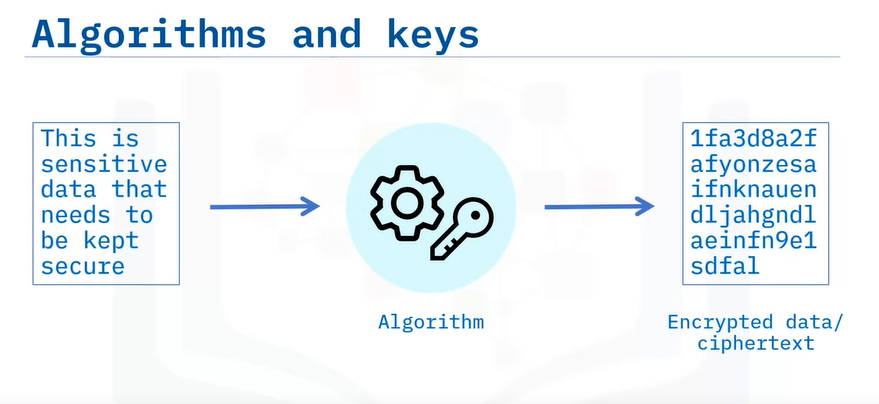 Algorithms and keys
This is
sensitive
data that
needs to
be kept
secure
Algorithm
1fa3d8a2f
afyonzesa
ifnknauen
dljahgndl
aeinfn9e1
sdfal
Encrypted data/
ciphertext